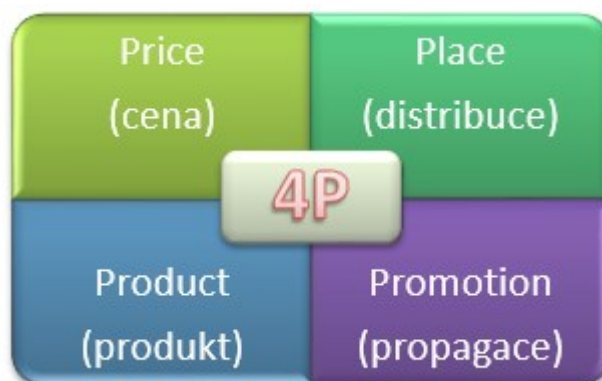 Price
(cena)
Place
(distribuce)
4P
Product
(produkt)
Promotion
(propagace)